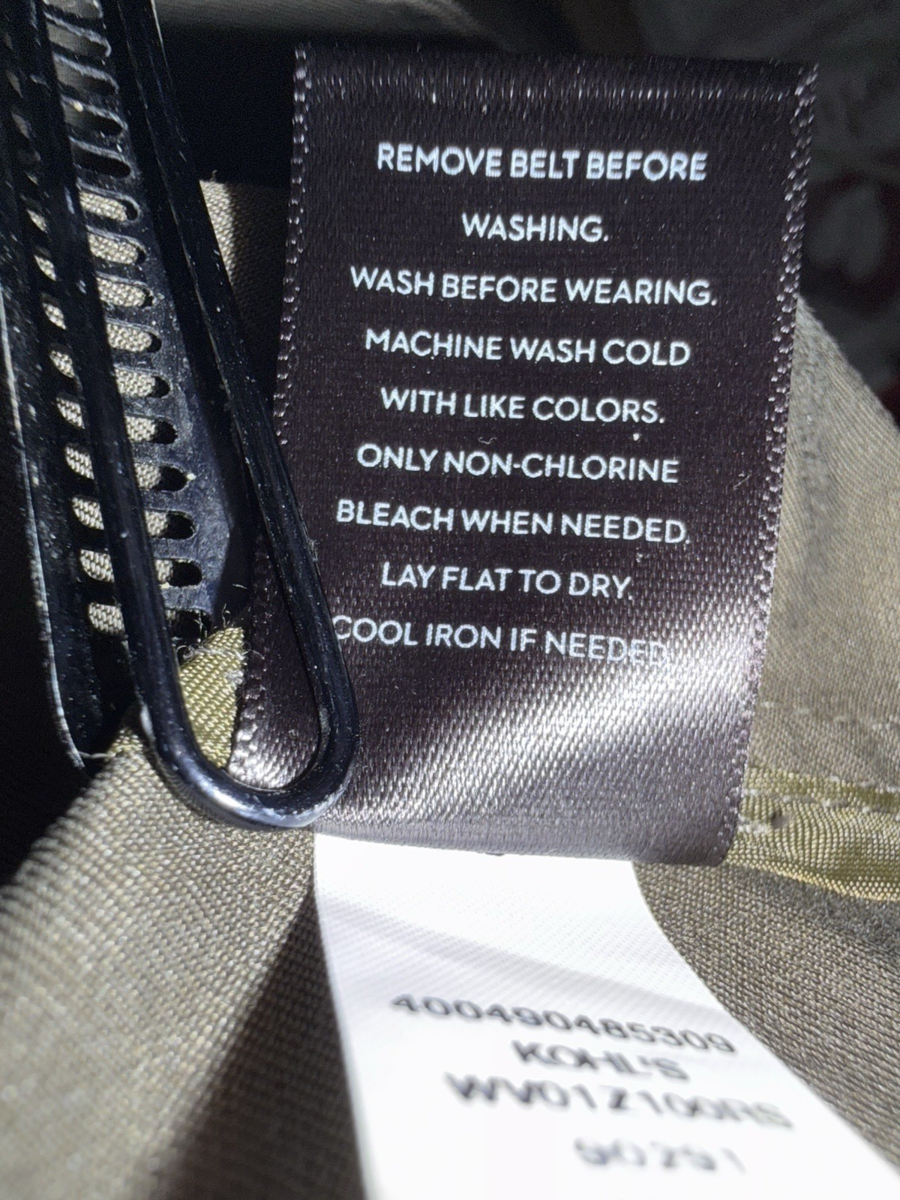 REMOVE BELT BEFORE
WASHING.
WASH BEFORE WEARING.
MACHINE WASH COLD
WITH LIKE COLORS.
ONLY NON-CHLORINE
BLEACH WHEN NEEDED.
LAY FLAT TO DRY.
COOL IRON IF NEEDED.
400490485309
KOHL'S
WV01Z100RS
90291